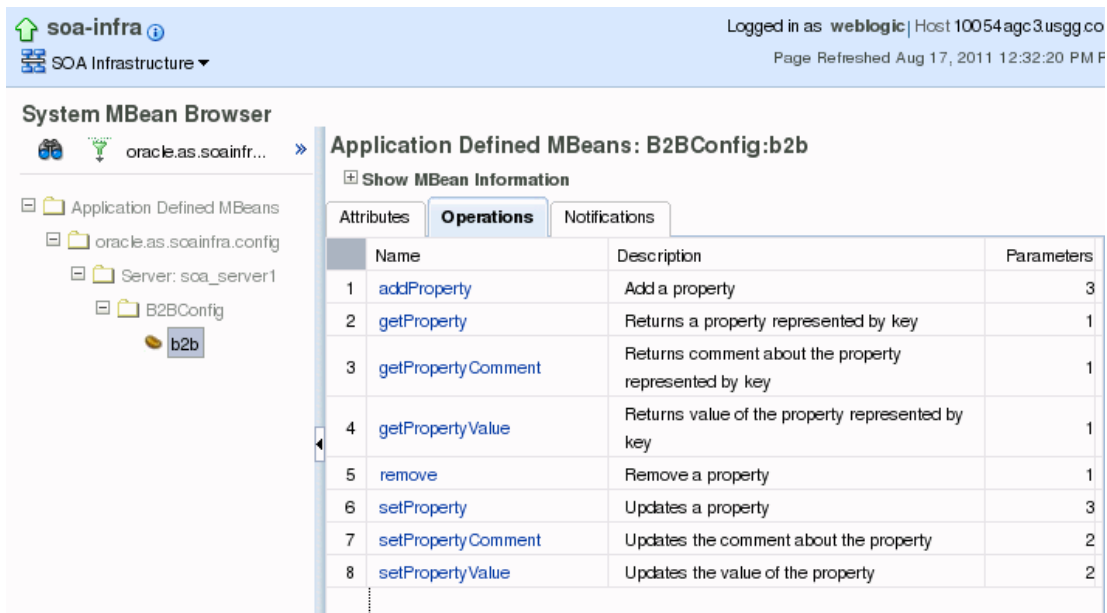 soa-infra
Logged in as weblogic| Host 10054agc3.usgg.co
SOA Infrastructure
Page Refreshed Aug 17, 2011 12:32:20 PM P
System MBean Browser
oracle.as.soainfr... »
Application Defined MBeans
oracle.as.soainfra.config
Server: soa_server1
B2BConfig
b2b
Application Defined MBeans: B2BConfig:b2b
Show MBean Information
Attributes Operations Notifications
Name Description Parameters
1 addProperty Add a property 3
2 getProperty Returns a property represented by key 1
3 getPropertyComment Returns comment about the property represented by key 1
4 getPropertyValue Returns value of the property represented by key 1
5 remove Remove a property 1
6 setProperty Updates a property 3
7 setPropertyComment Updates the comment about the property 2
8 setPropertyValue Updates the value of the property 2